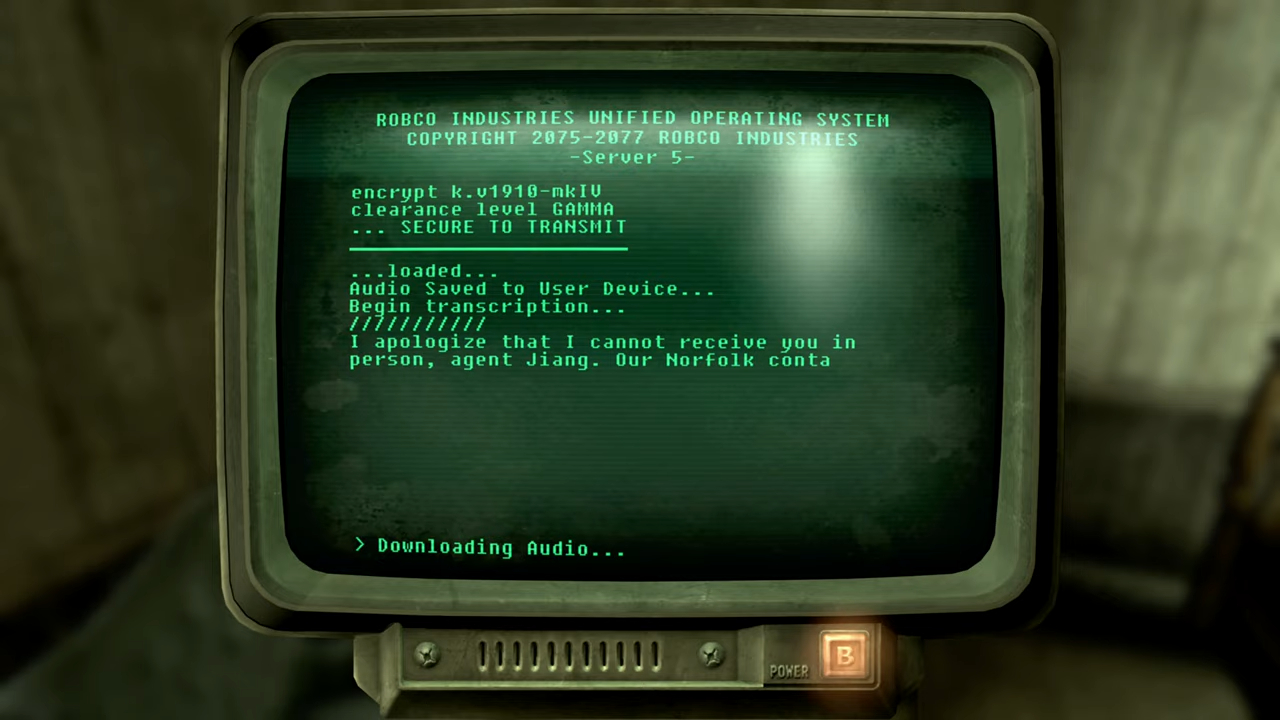 ROBCO INDUSTRIES UNIFIED OPERATING SYSTEM
COPYRIGHT 2075-2077 ROBCO INDUSTRIES
-Server 5-
encrypt k.v1910-mkIV
clearance level GAMMA
... SECURE TO TRANSMIT
...loaded...
Audio Saved to User Device...
Begin transcription...
///////////
I apologize that I cannot receive you in
person, agent Jiang. Our Norfolk conta
> Downloading Audio...
POWER B